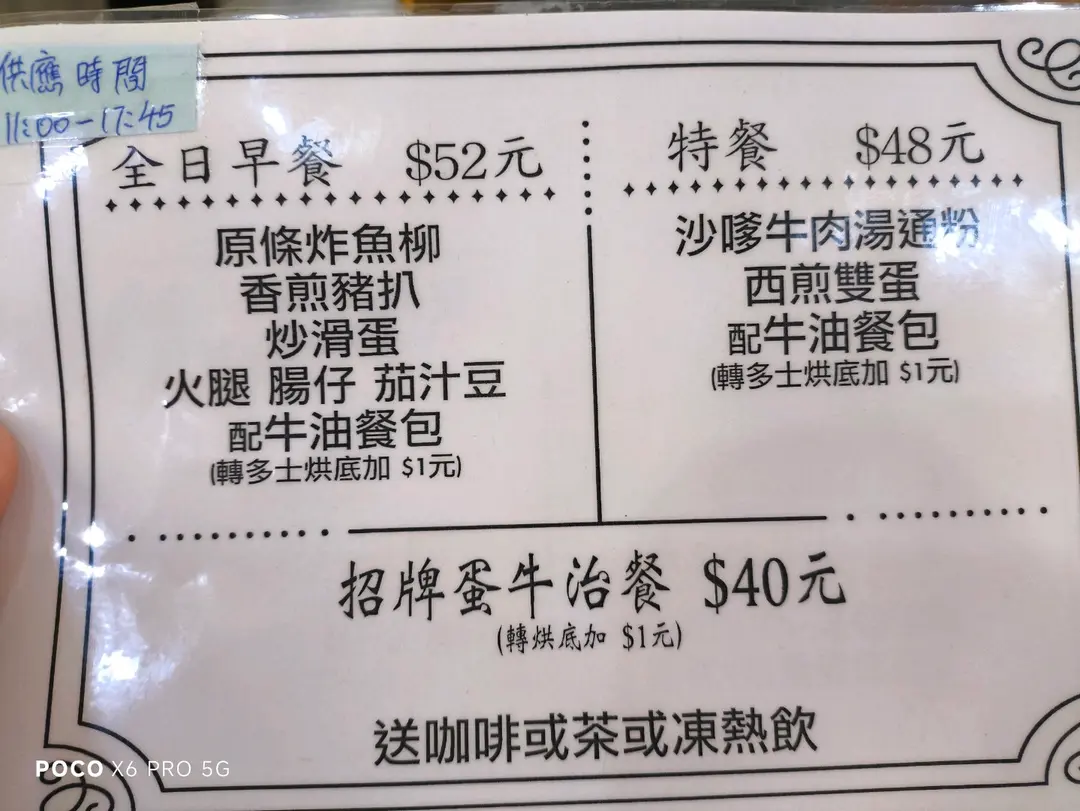 供應時間
11:00-17:45
全日早餐 $52元
原條炸魚柳
香煎豬扒
炒滑蛋
火腿 腸仔 茄汁豆
配牛油餐包
(轉多士烘底加 $1元)
特餐 $48元
沙嗲牛肉湯通粉
西煎雙蛋
配牛油餐包
(轉多士烘底加 $1元)
招牌蛋牛治餐 $40元
(轉烘底加 $1元)
送咖啡或茶或凍熱飲
POCO X6 PRO 5G